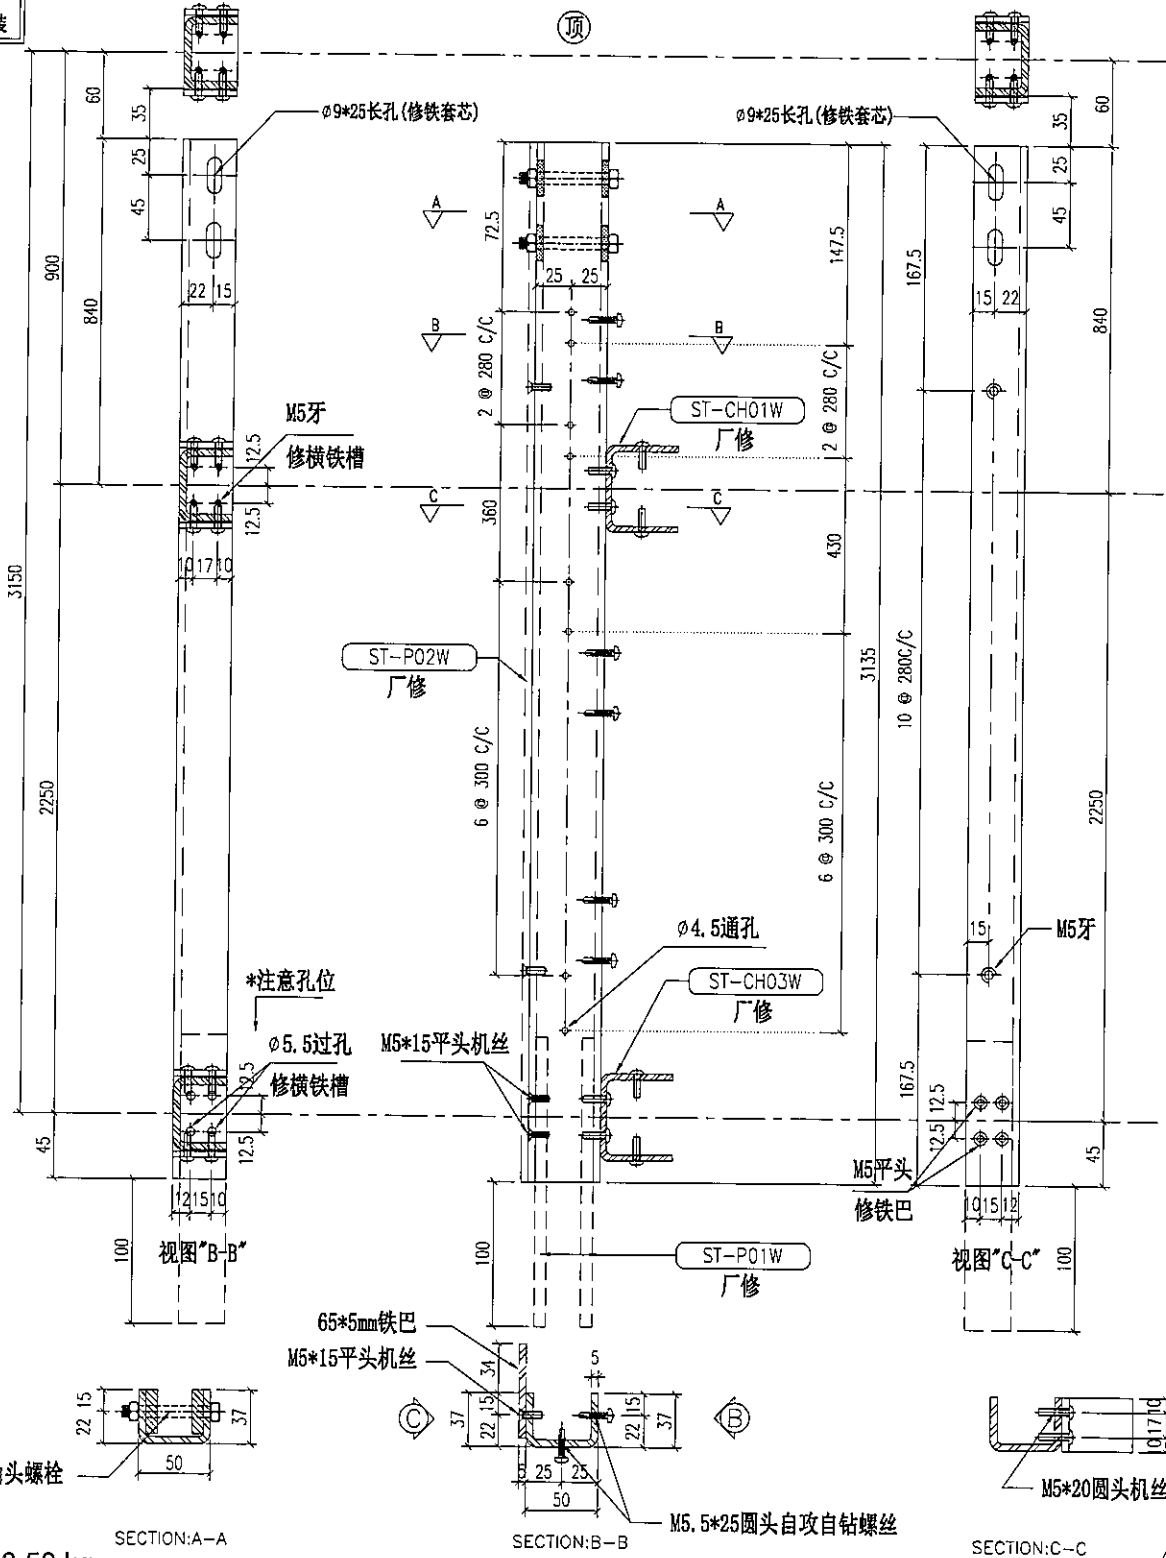 装
顶
60
35
25
45
900
840
3150
2250
45
100
ø9*25长孔(修铁套芯)
22 15
M5牙
修横铁槽
12.5
12.5
10 17 10
*注意孔位
ø5.5过孔
修横铁槽
12.5
12.5
12 15 10
视图"B-B"
A
A
B
B
C
C
72.5
25 25
2 @ 280 C/C
360
6 @ 300 C/C
147.5
2 @ 280 C/C
430
6 @ 300 C/C
3135
ST-CH01W
厂修
ST-P02W
厂修
ø4.5通孔
ST-CH03W
厂修
M5*15平头机丝
100
ST-P01W
厂修
ø9*25长孔(修铁套芯)
60
35
25
45
167.5
15 22
840
10 @ 280C/C
2250
15
M5牙
167.5
12.5
12.5
45
M5平头
修铁巴
10 15 12
视图"C-C"
100
65*5mm铁巴
M5*15平头机丝
15
22
37
50
头螺栓
SECTION:A-A
34
5
37
15
22
15
22
37
C
B
5 25 25
50
M5.5*25圆头自攻自钻螺丝
SECTION:B-B
10
17
10
M5*20圆头机丝
SECTION:C-C